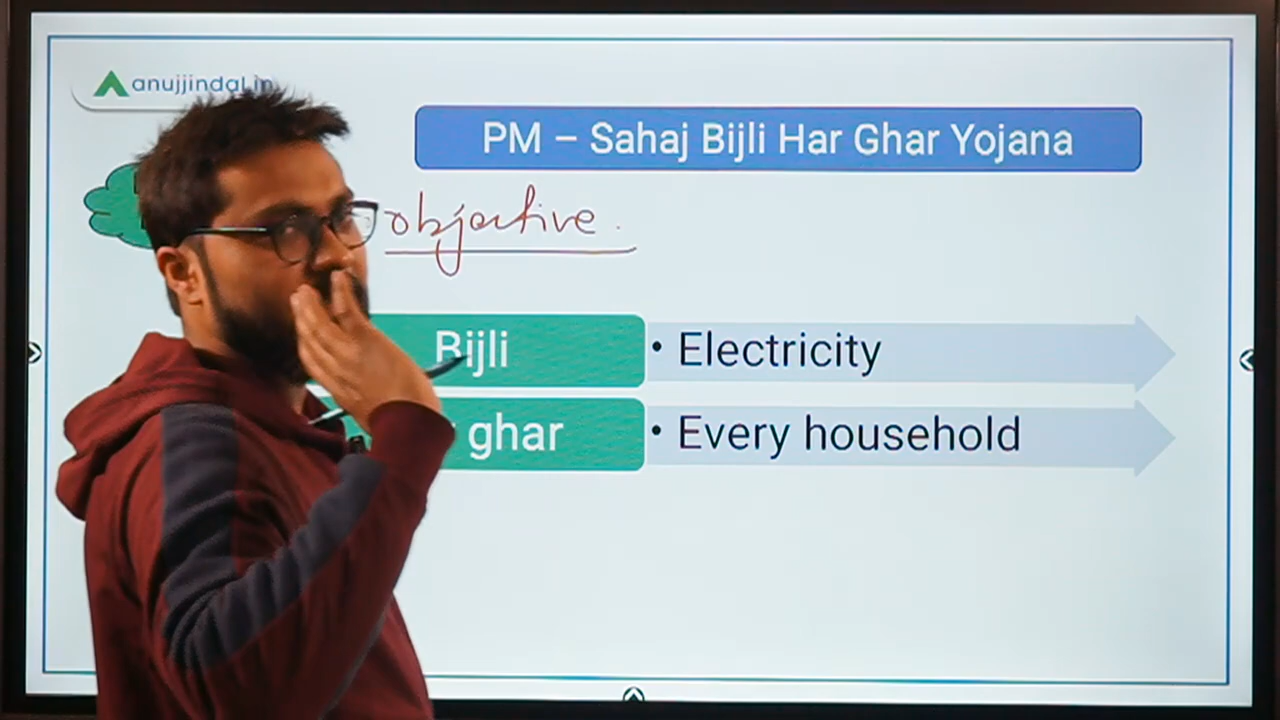 anujjindal.in
PM – Sahaj Bijli Har Ghar Yojana
objective.
Bijli
• Electricity
ghar
• Every household